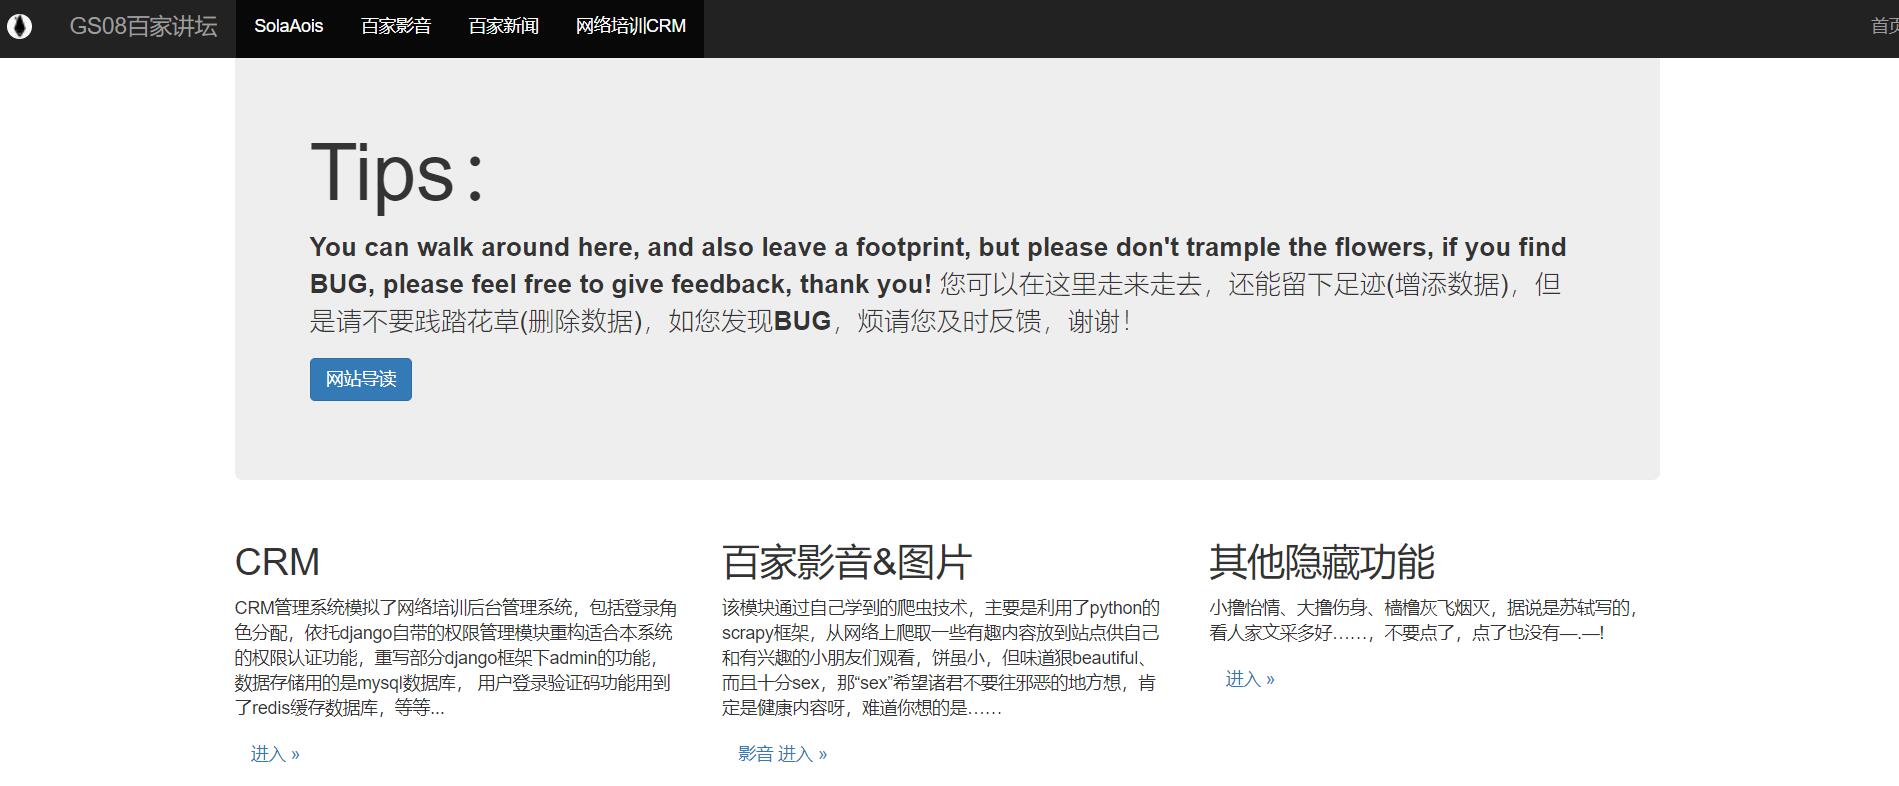 GS08百家讲坛 SolaAois 百家影音 百家新闻 网络培训CRM 首页
Tips：
You can walk around here, and also leave a footprint, but please don't trample the flowers, if you find
BUG, please feel free to give feedback, thank you! 您可以在这里走来走去，还能留下足迹(增添数据)，但
是请不要践踏花草(删除数据)，如您发现BUG，烦请您及时反馈，谢谢！
网站导读
CRM
CRM管理系统模拟了网络培训后台管理系统，包括登录角
色分配，依托django自带的权限管理模块重构适合本系统
的权限认证功能，重写部分django框架下admin的功能，
数据存储用的是mysql数据库， 用户登录验证码功能用到
了redis缓存数据库，等等...
进入 »
百家影音&图片
该模块通过自己学到的爬虫技术，主要是利用了python的
scrapy框架，从网络上爬取一些有趣内容放到站点供自己
和有兴趣的小朋友们观看，饼虽小，但味道狠beautiful、
而且十分sex，那“sex”希望诸君不要往邪恶的地方想，肯
定是健康内容呀，难道你想的是……
影音 进入 »
其他隐藏功能
小撸怡情、大撸伤身、樯橹灰飞烟灭，据说是苏轼写的，
看人家文采多好……，不要点了，点了也没有—.—!
进入 »